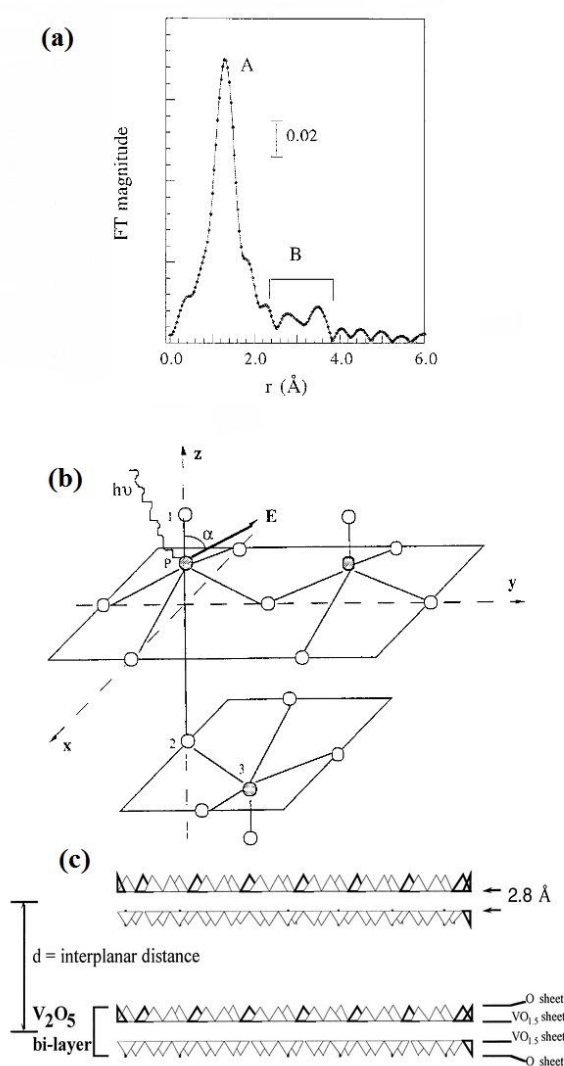 (a)
A
0.02
B
FT magnitude
0.0 2.0 4.0 6.0
r (Å)
(b)
z
hυ
1
α
E
P
y
x
2
3
(c)
2.8 Å
d = interplanar distance
V2O5
bi-layer
O sheet
VO1.5 sheet
VO1.5 sheet
O sheet